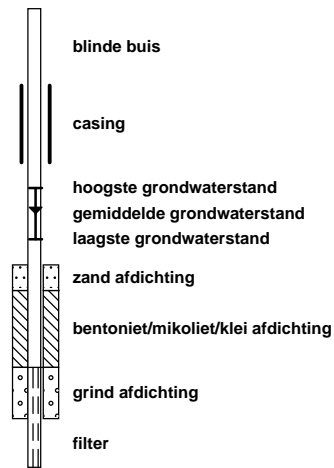 blinde buis
casing
hoogste grondwaterstand
gemiddelde grondwaterstand
laagste grondwaterstand
zand afdichting
bentoniet/mikoliet/klei afdichting
grind afdichting
filter